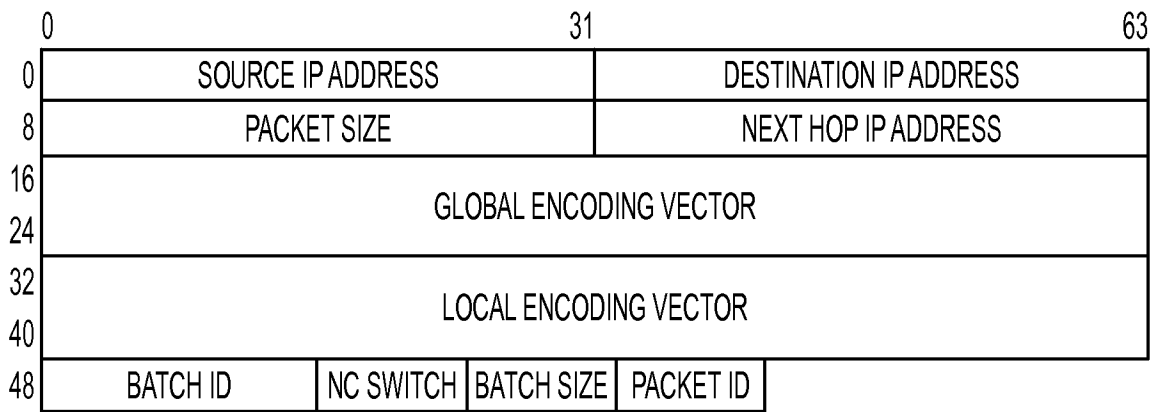 0 31 63
0 SOURCE IP ADDRESS DESTINATION IP ADDRESS
8 PACKET SIZE NEXT HOP IP ADDRESS
16
GLOBAL ENCODING VECTOR
24
32
LOCAL ENCODING VECTOR
40
48 BATCH ID NC SWITCH BATCH SIZE PACKET ID